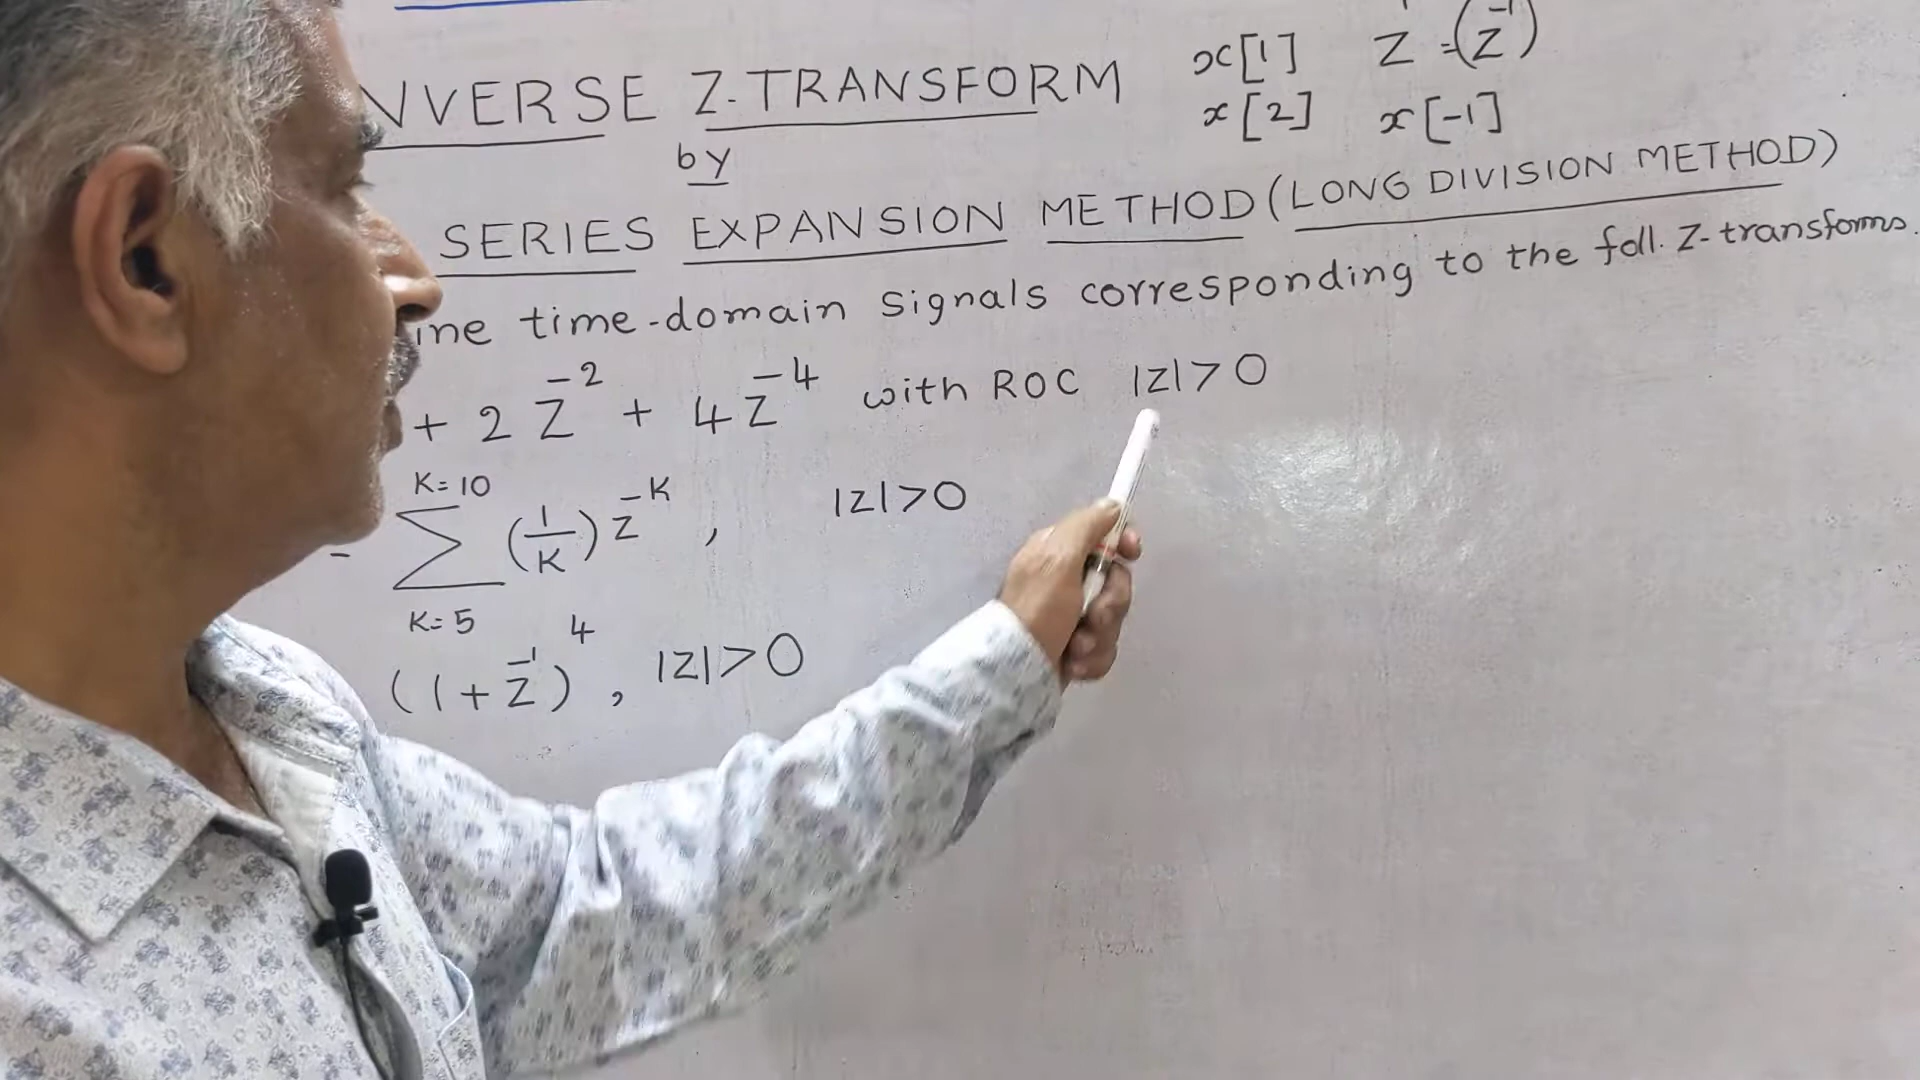 NVERSE Z-TRANSFORM
x[1] z = (z⁻¹)
x[2] x[-1]
by
SERIES EXPANSION METHOD (LONG DIVISION METHOD)
ine time-domain signals corresponding to the foll. Z-transforms.
+ 2 z⁻² + 4 z⁻⁴ with ROC |z| > 0
K=10
- ∑ (1/K) z⁻ᴷ , |z| > 0
K=5
(1 + z⁻¹)⁴ , |z| > 0